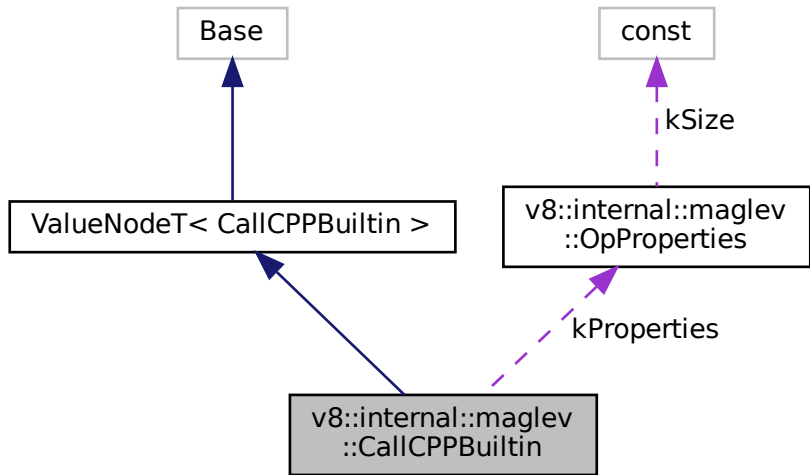 Base
const
kSize
ValueNodeT< CallCPPBuiltin >
v8::internal::maglev
::OpProperties
kProperties
v8::internal::maglev
::CallCPPBuiltin